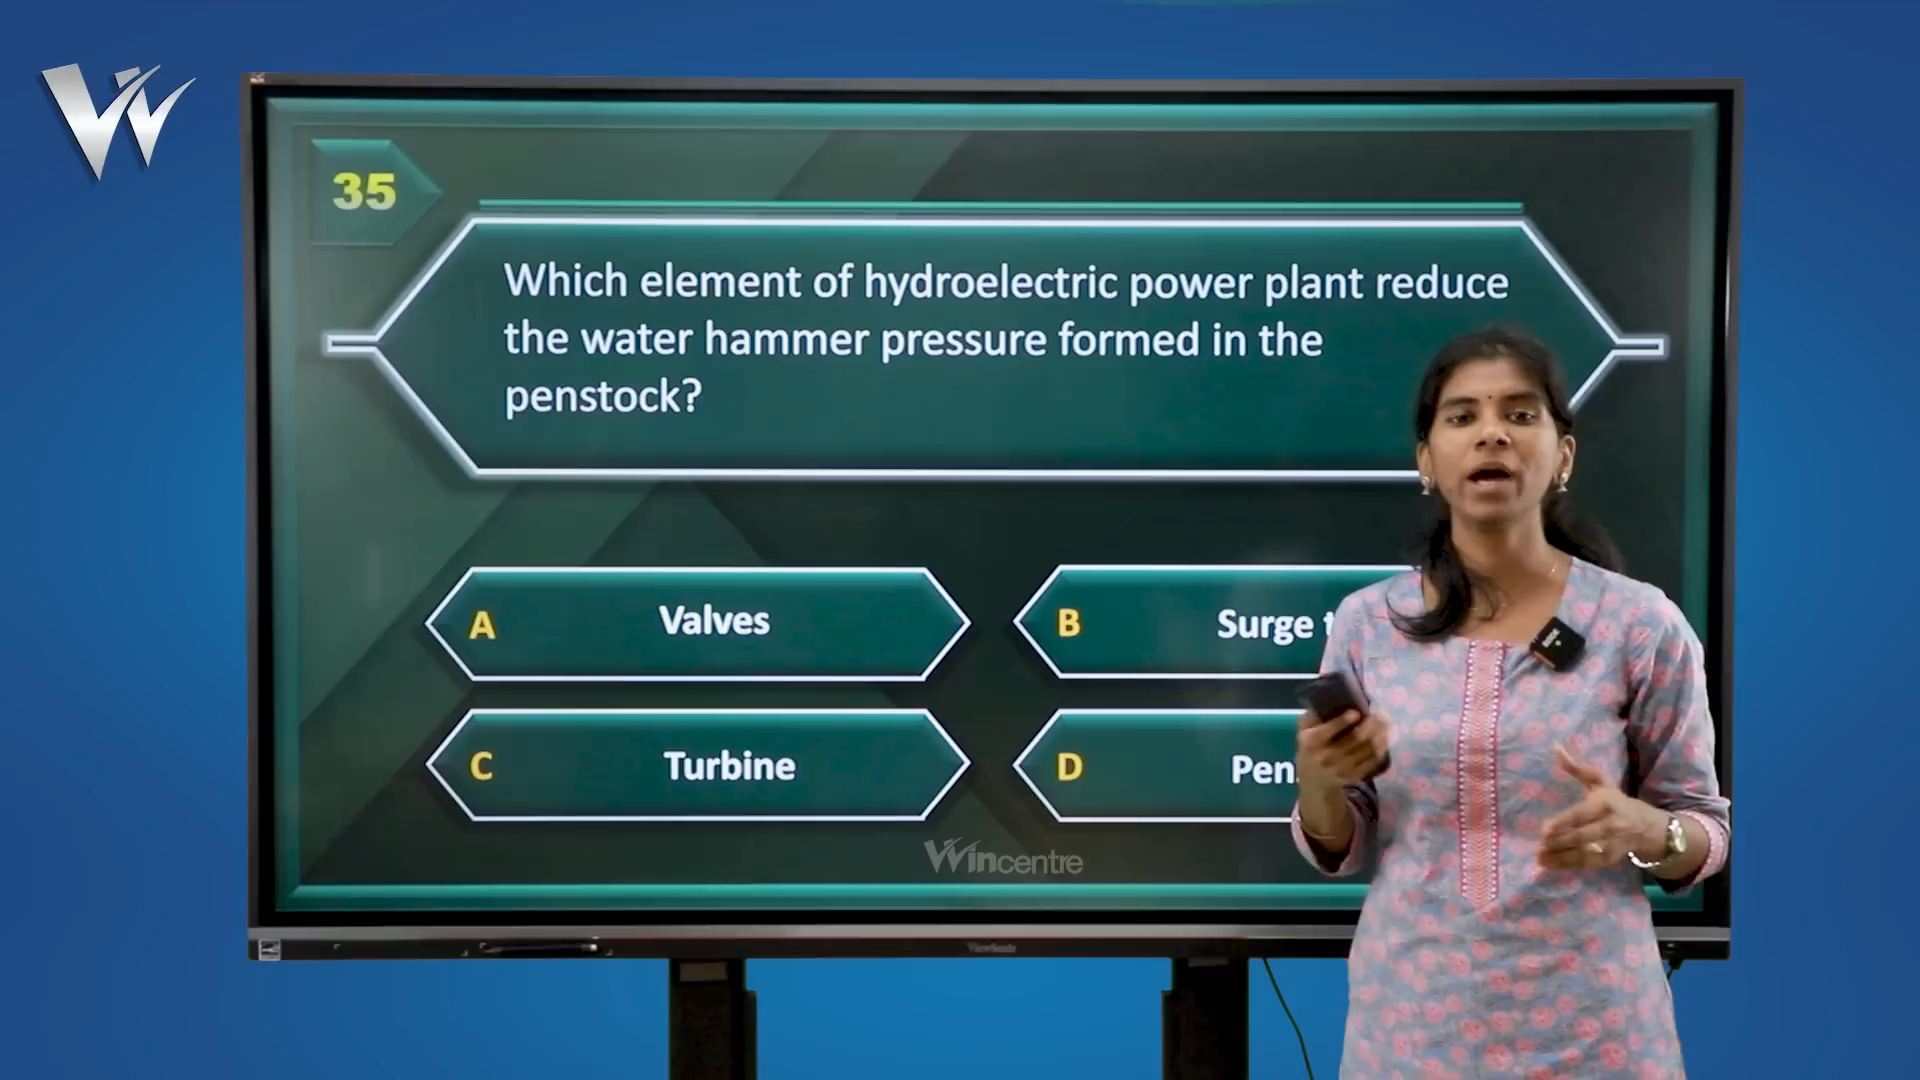 35
Which element of hydroelectric power plant reduce
the water hammer pressure formed in the
penstock?
A Valves
B Surge
C Turbine
D
Wincentre
ViewSonic